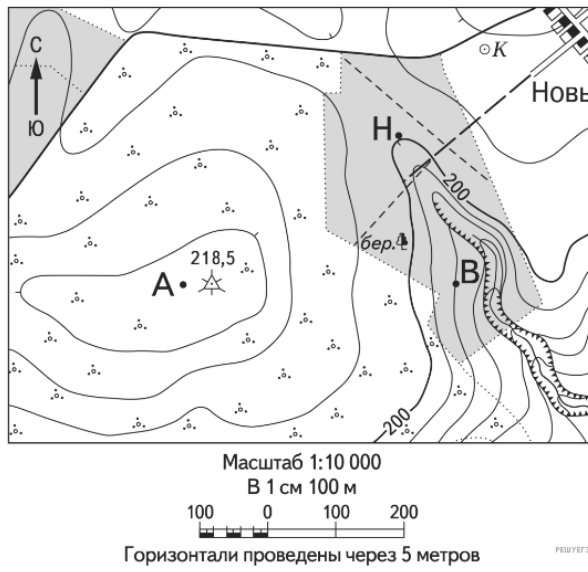 С
К
Новы
Ю
Н
200
бер.
218,5
А
В
200
Масштаб 1:10 000
В 1 см 100 м
100 0 100 200
Горизонтали проведены через 5 метров